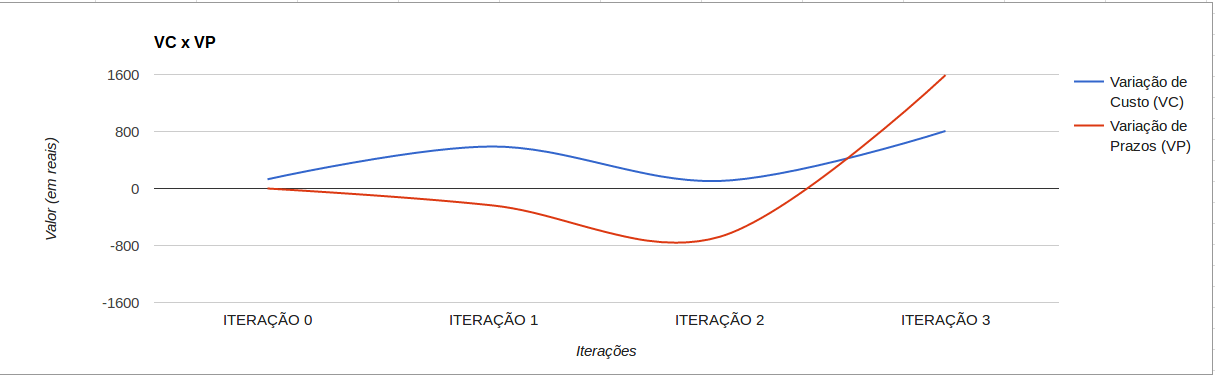 VC x VP
1600
800
0
-800
-1600
Valor (em reais)
ITERAÇÃO 0
ITERAÇÃO 1
ITERAÇÃO 2
ITERAÇÃO 3
Iterações
Variação de
Custo (VC)
Variação de
Prazos (VP)